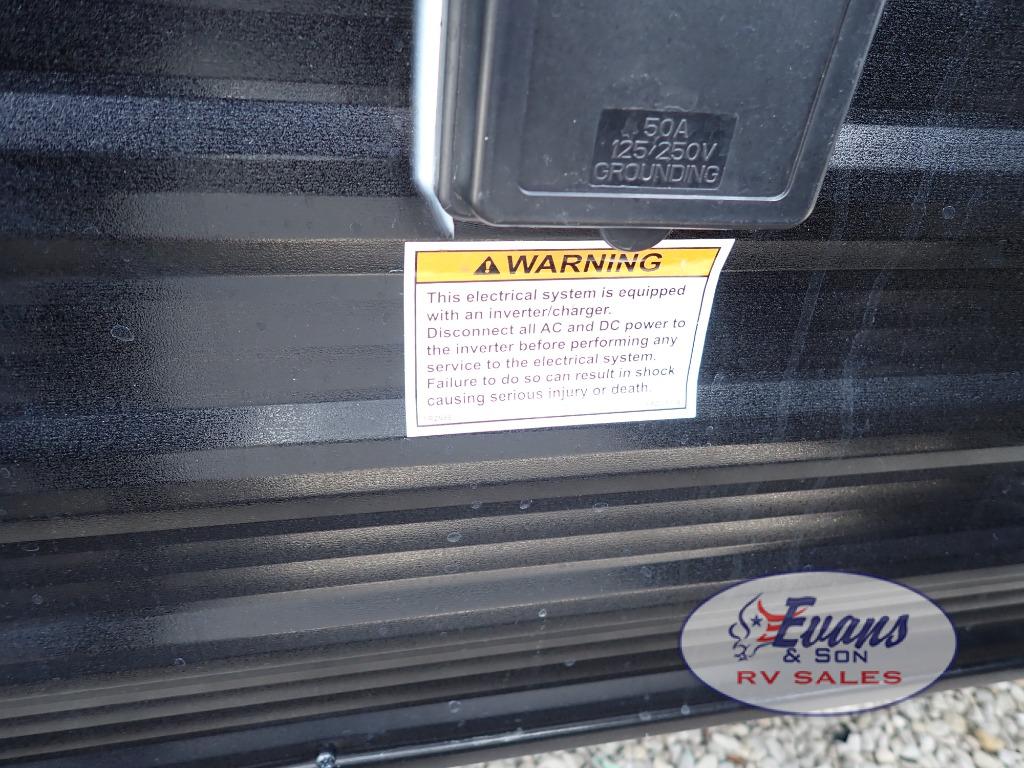 50A
125/250V
GROUNDING
WARNING
This electrical system is equipped
with an inverter/charger.
Disconnect all AC and DC power to
the inverter before performing any
service to the electrical system.
Failure to do so can result in shock
causing serious injury or death.
Evans
& SON
RV SALES